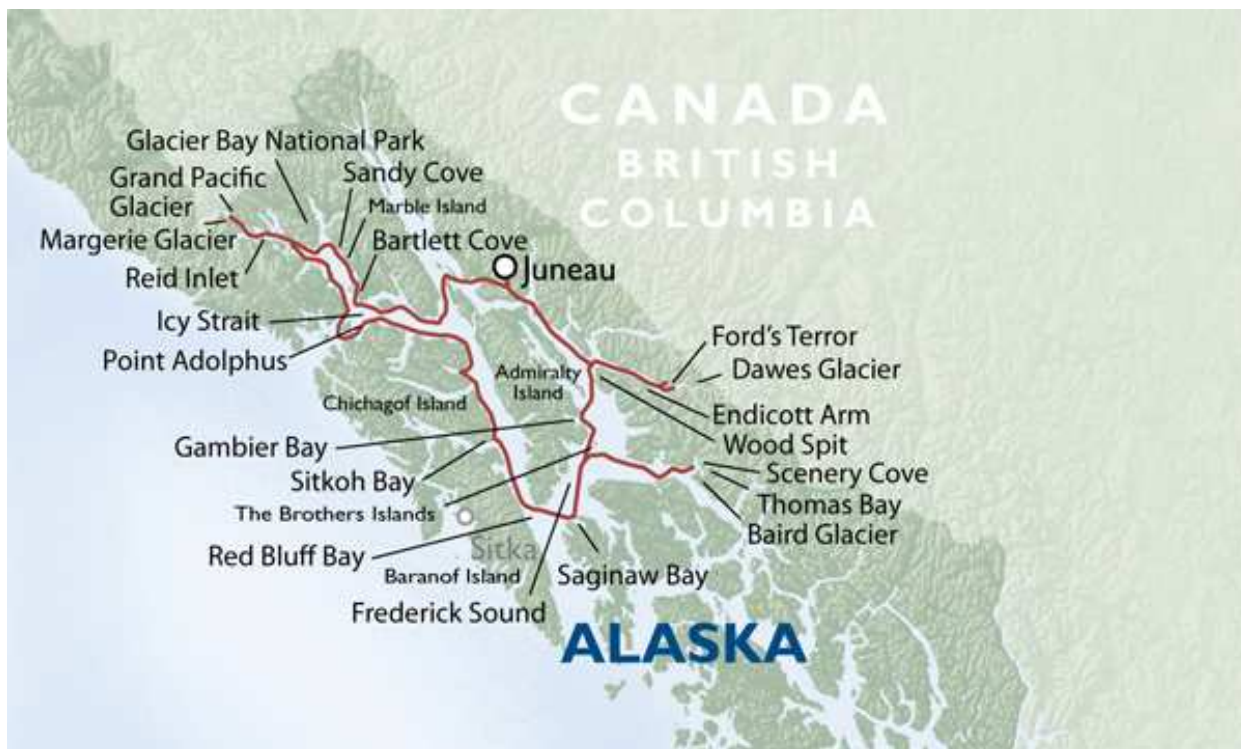 CANADA
BRITISH
COLUMBIA
Glacier Bay National Park
Sandy Cove
Grand Pacific
Glacier
Marble Island
Margerie Glacier
Bartlett Cove
Reid Inlet
Juneau
Icy Strait
Point Adolphus
Ford's Terror
Dawes Glacier
Admiralty
Island
Chichagof Island
Endicott Arm
Gambier Bay
Wood Spit
Sitkoh Bay
Scenery Cove
Thomas Bay
The Brothers Islands
Baird Glacier
Red Bluff Bay
Sitka
Baranof Island
Saginaw Bay
Frederick Sound
ALASKA